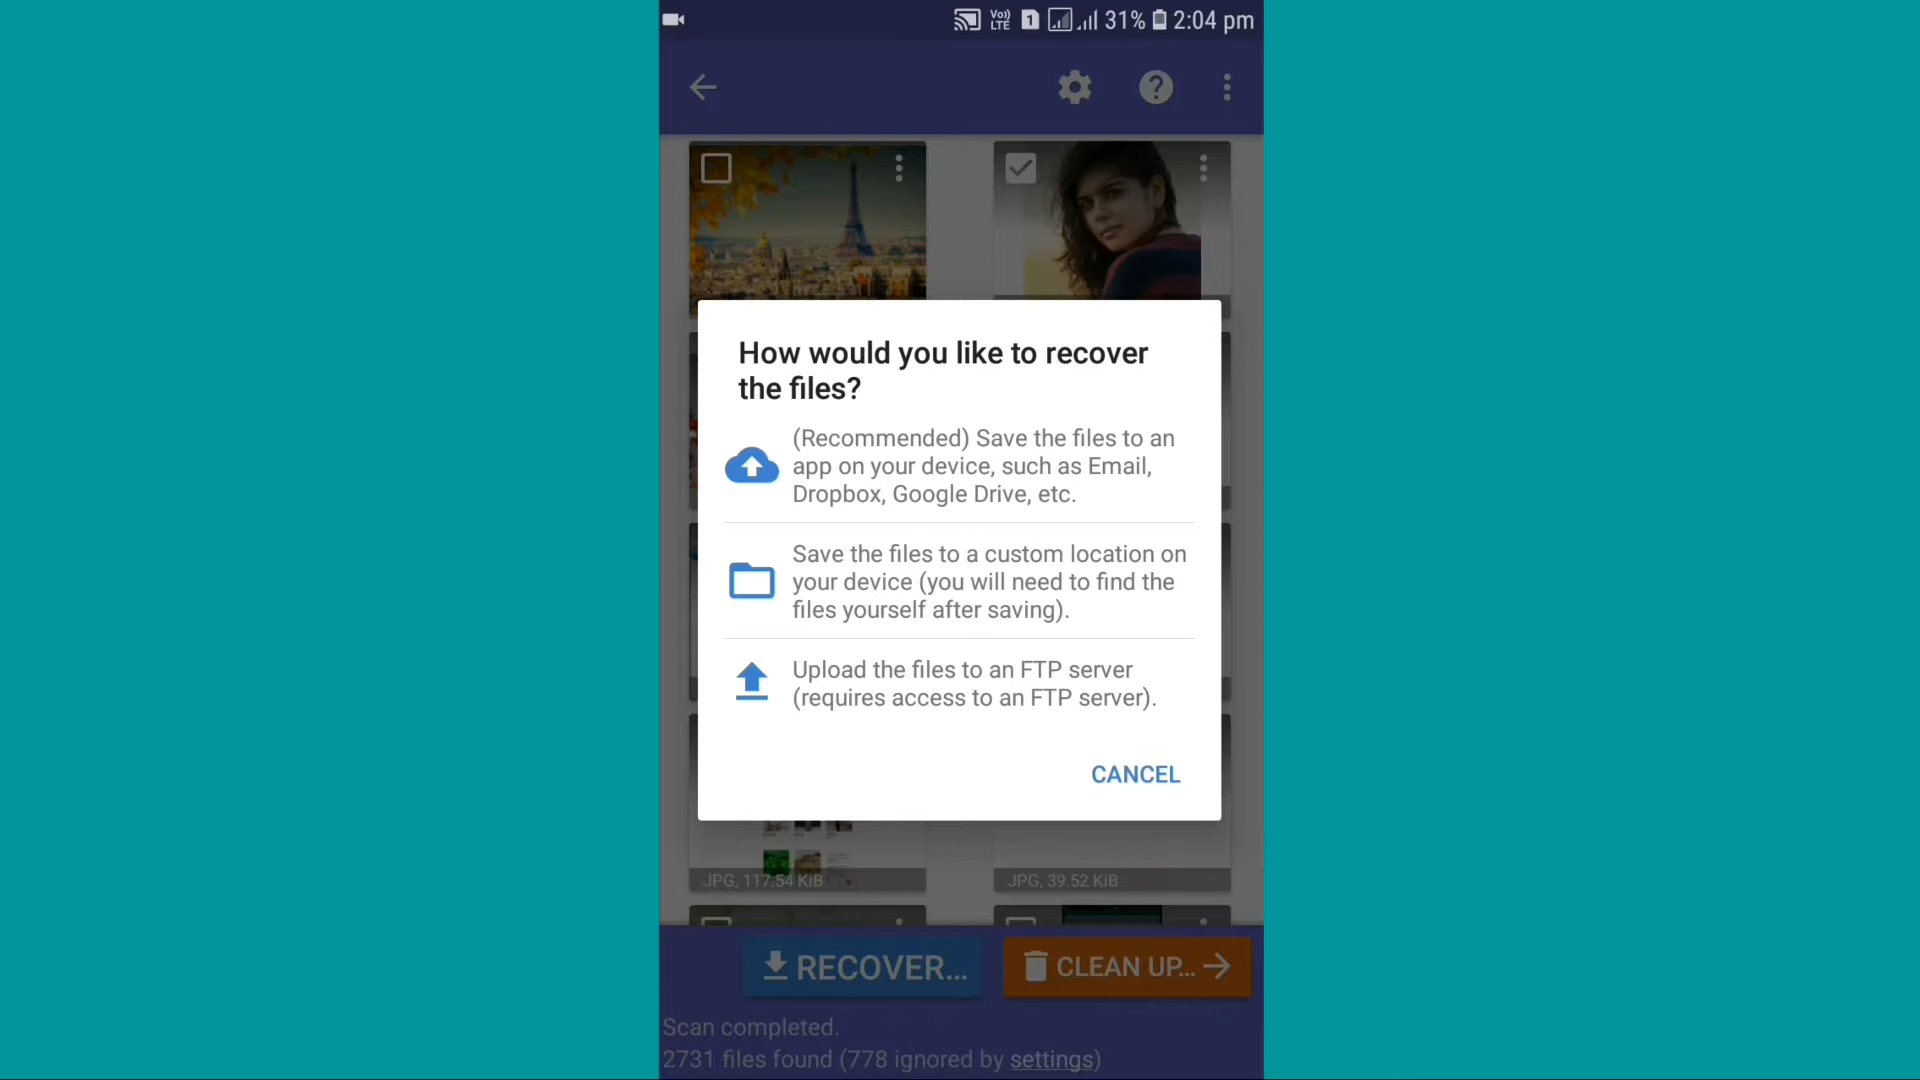 Vo)) LTE 1 31% 2:04 pm
How would you like to recover
the files?
(Recommended) Save the files to an
app on your device, such as Email,
Dropbox, Google Drive, etc.
Save the files to a custom location on
your device (you will need to find the
files yourself after saving).
Upload the files to an FTP server
(requires access to an FTP server).
CANCEL
JPG, 117.54 KiB
JPG, 39.52 KiB
RECOVER...
CLEAN UP...
Scan completed.
2731 files found (778 ignored by settings)